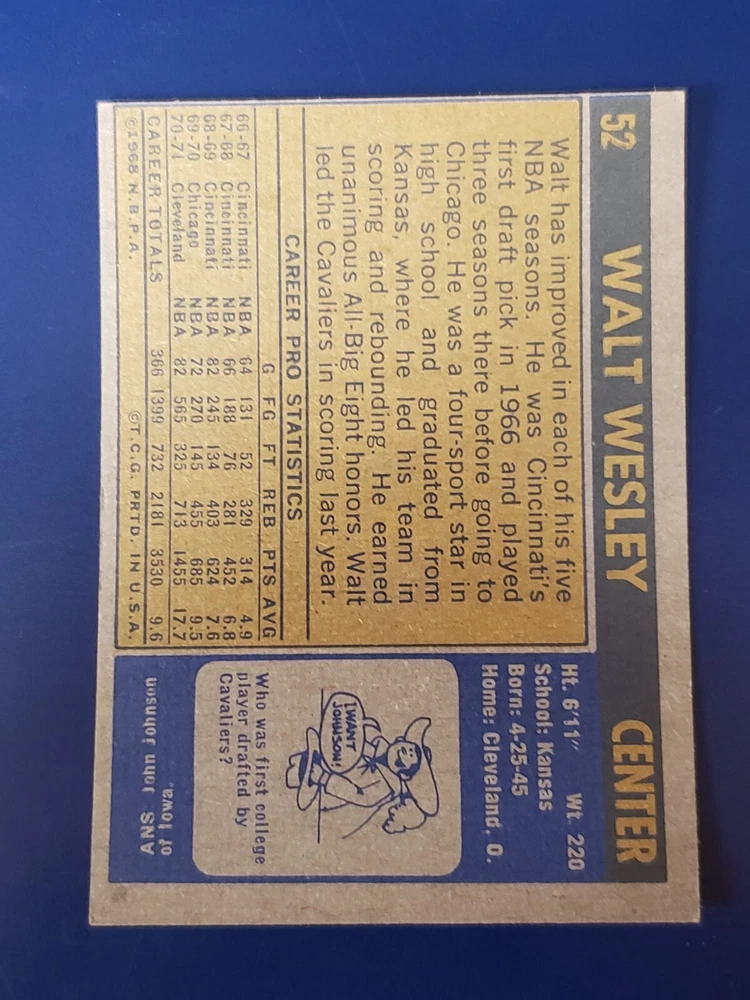 52 WALT WESLEY CENTER
Walt has improved in each of his five
NBA seasons. He was Cincinnati's
first draft pick in 1966 and played
three seasons there before going to
Chicago. He was a four-sport star in
high school and graduated from
Kansas, where he led his team in
scoring and rebounding. He earned
unanimous All-Big Eight honors. Walt
led the Cavaliers in scoring last year.
CAREER PRO STATISTICS
G FG FT REB PTS AVG
66-67 Cincinnati NBA 64 131 52 329 314 4.9
67-68 Cincinnati NBA 66 188 76 281 452 6.8
68-69 Cincinnati NBA 82 245 134 403 624 7.6
69-70 Chicago NBA 72 270 145 455 685 9.5
70-71 Cleveland NBA 82 565 325 713 1455 17.7
CAREER TOTALS 366 1399 732 2181 3530 9.6
©1968 N.B.P.A. ©T.C.G. PRTD. IN U.S.A.
Ht. 6'11" Wt. 220
School: Kansas
Born: 4-25-45
Home: Cleveland, O.
I WANT
JOHNSON!
Who was first college
player drafted by
Cavaliers?
ANS John Johnson
of Iowa.